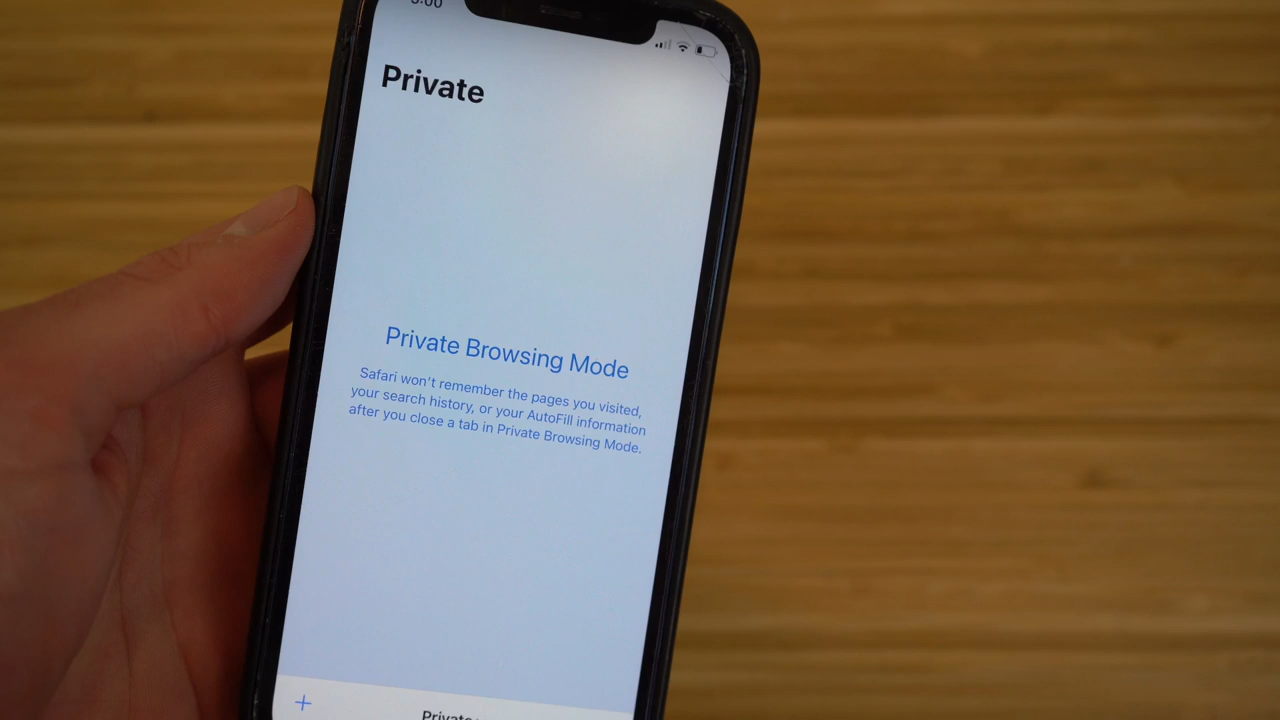 Private
Private Browsing Mode
Safari won't remember the pages you visited,
your search history, or your AutoFill information
after you close a tab in Private Browsing Mode.
+
Private